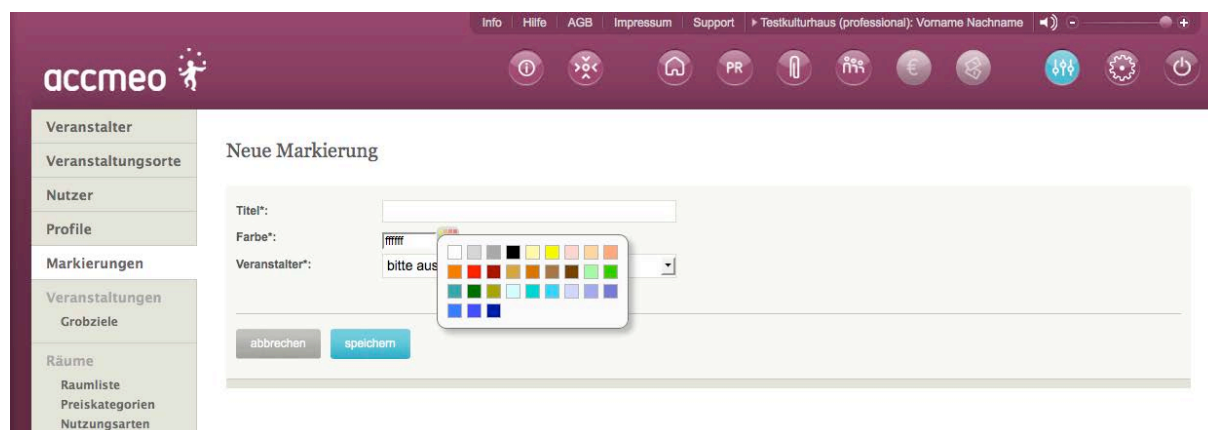 Info Hilfe AGB Impressum Support Testkulturhaus (professional): Vorname Nachname
accmeo
PR
€
Veranstalter
Veranstaltungsorte
Nutzer
Profile
Markierungen
Veranstaltungen
Grobziele
Räume
Raumliste
Preiskategorien
Nutzungsarten
Neue Markierung
Titel*:
Farbe*:
ffffff
Veranstalter*:
bitte aus
abbrechen speichern